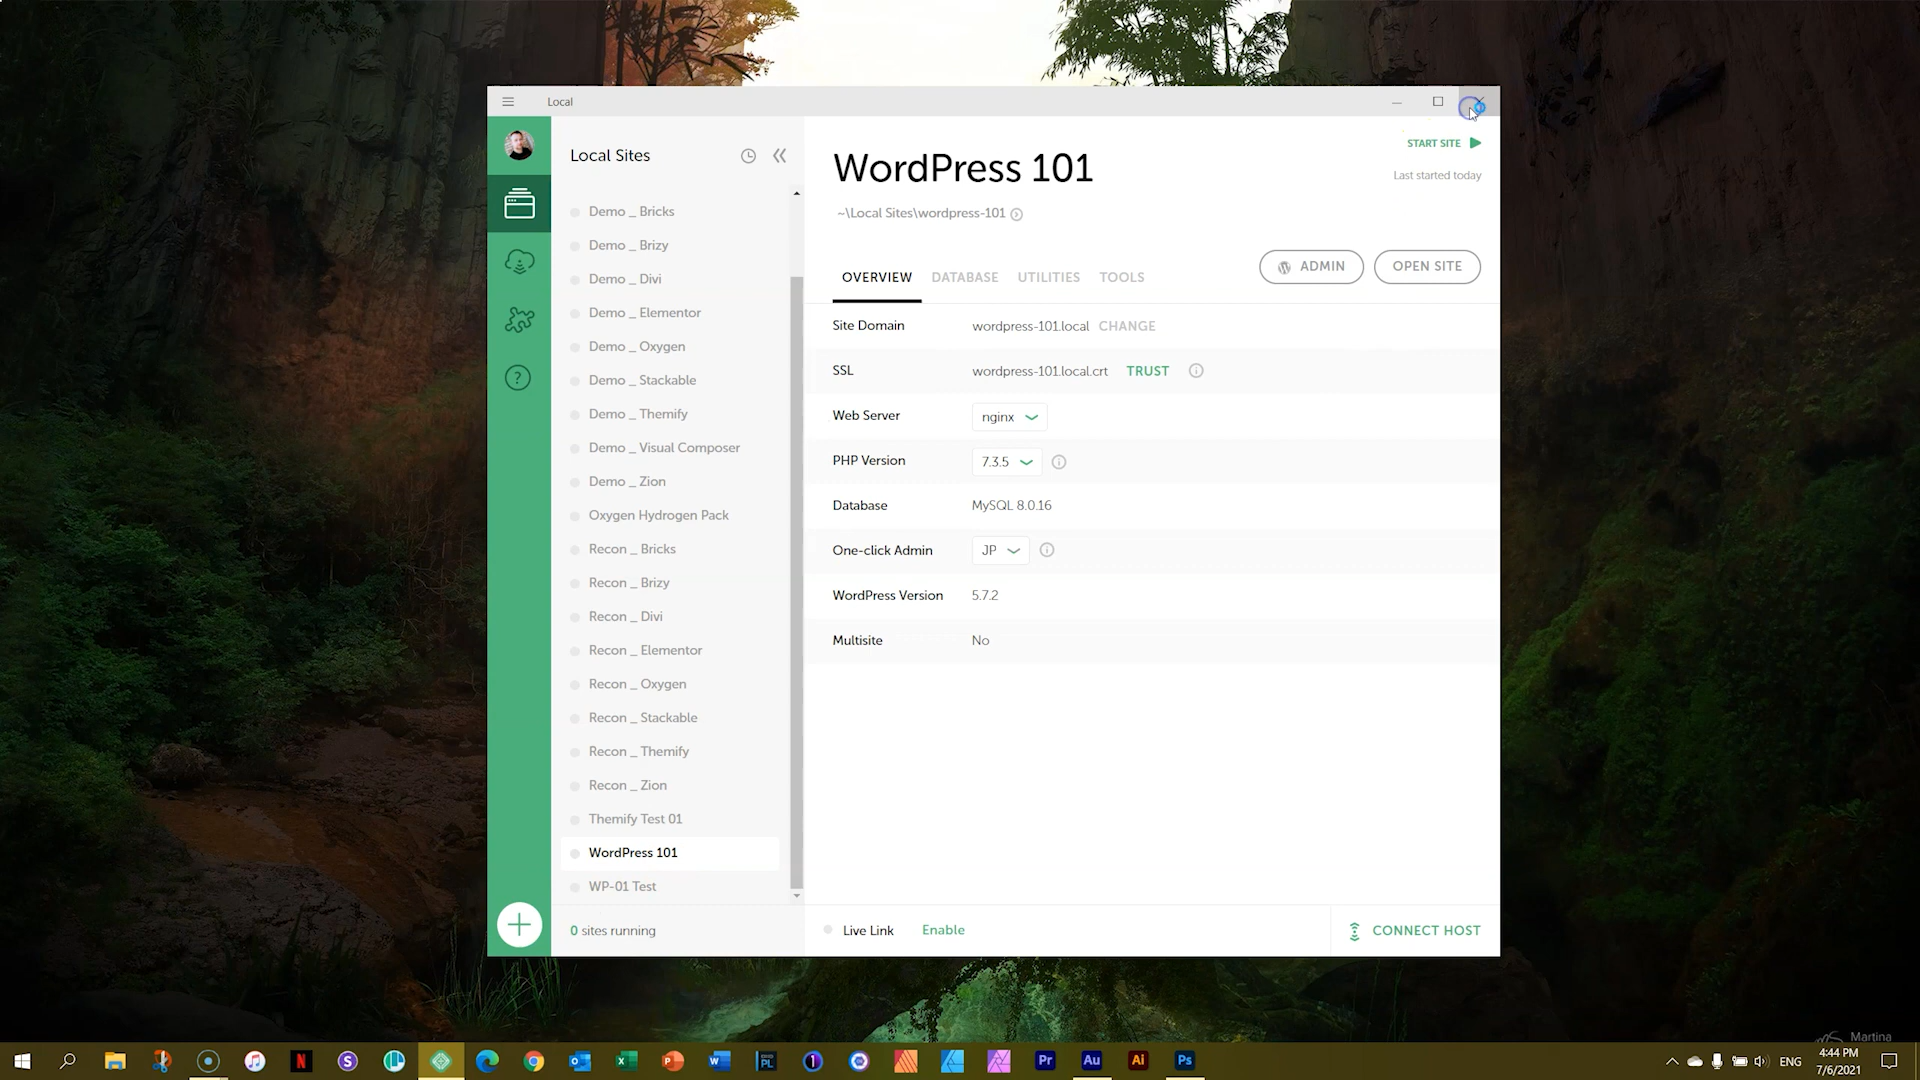 Local
Local Sites
Demo _ Bricks
Demo _ Brizy
Demo _ Divi
Demo _ Elementor
Demo _ Oxygen
Demo _ Stackable
Demo _ Themify
Demo _ Visual Composer
Demo _ Zion
Oxygen Hydrogen Pack
Recon _ Bricks
Recon _ Brizy
Recon _ Divi
Recon _ Elementor
Recon _ Oxygen
Recon _ Stackable
Recon _ Themify
Recon _ Zion
Themify Test 01
WordPress 101
WP-01 Test
0 sites running
WordPress 101
START SITE
Last started today
~\Local Sites\wordpress-101
OVERVIEW DATABASE UTILITIES TOOLS
ADMIN OPEN SITE
Site Domain wordpress-101.local CHANGE
SSL wordpress-101.local.crt TRUST
Web Server nginx
PHP Version 7.3.5
Database MySQL 8.0.16
One-click Admin JP
WordPress Version 5.7.2
Multisite No
Live Link Enable
CONNECT HOST
Martina
N S PL 1 Pr Au Ai Ps
ENG
4:44 PM
7/6/2021